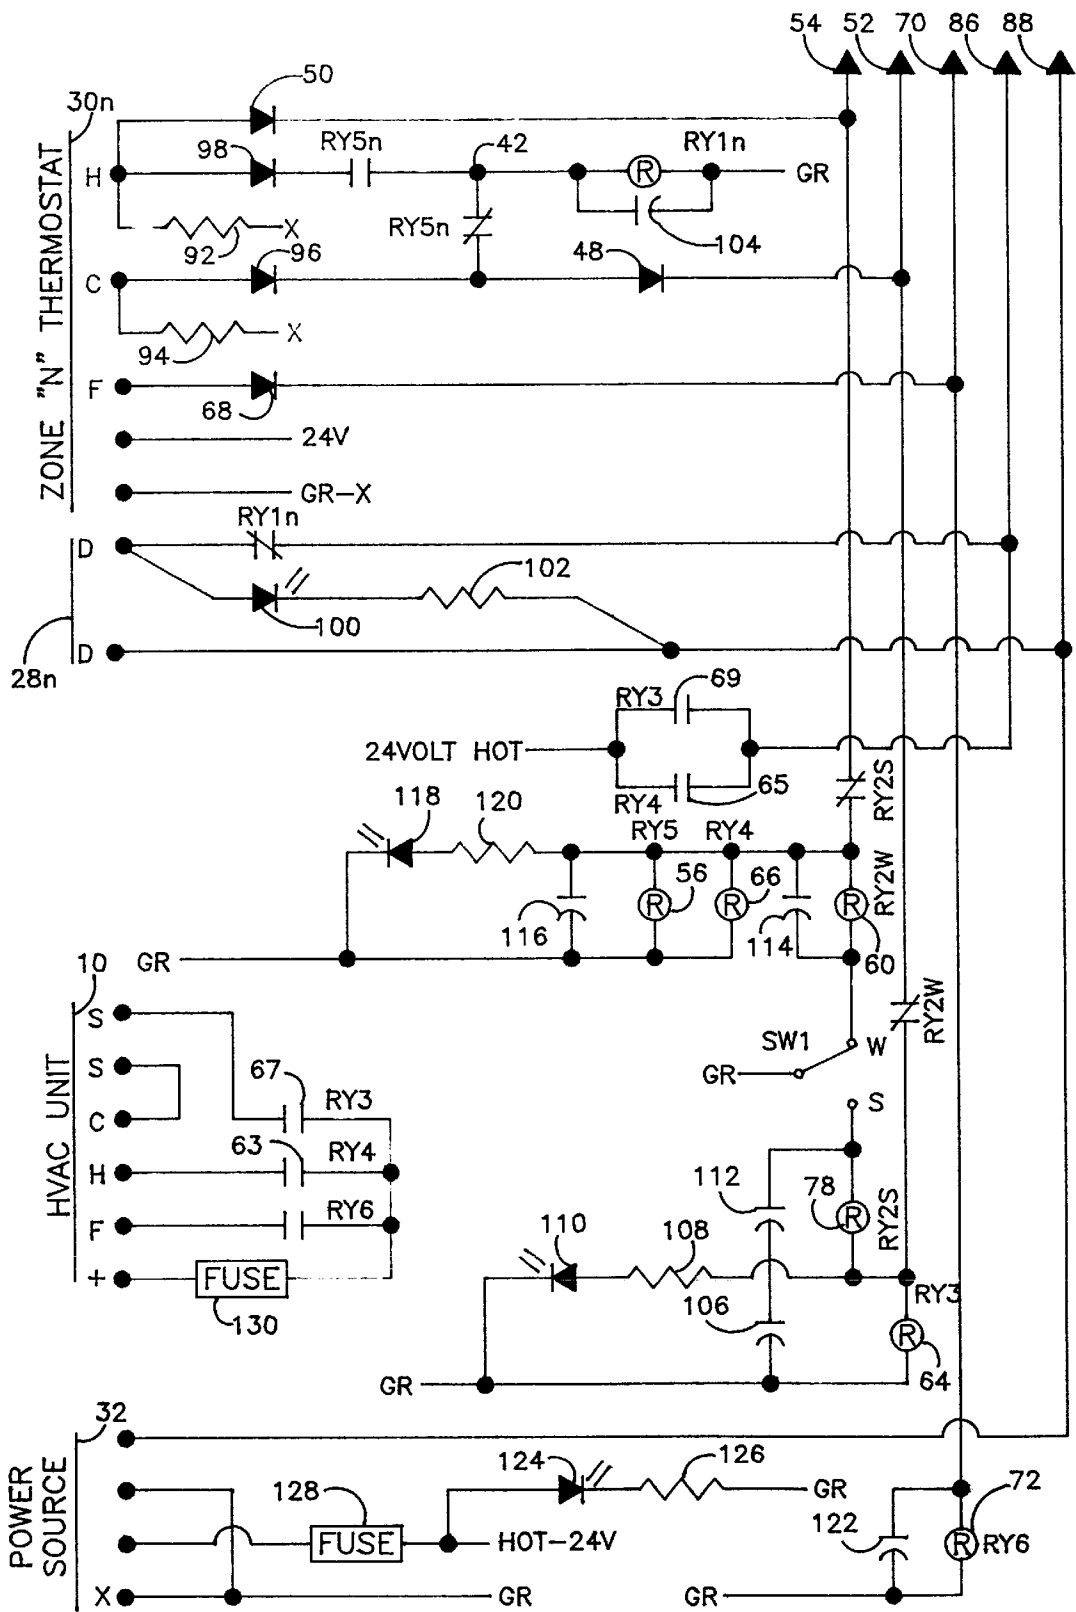 54 52 70 86 88
50
30n
98 RY5n 42 RY1n
H R GR
RY5n
92 X 104
96 48
C
94 X
F
68
24V
GR-X
ZONE "N" THERMOSTAT
RY1n
D
102
100
D
28n
69
RY3
24VOLT HOT
65
RY4
RY2S
118 120
RY5 RY4
56 66
R R R
RY2W
116 114 60
10 GR
S
RY2W
SW1 W
GR
S
67
S
C RY3
63
H RY4
F RY6
+ FUSE
130
HVAC UNIT
112 78
R
RY2S
110 108
RY3
106
R
64
GR
32
124 126
128 GR
72
122
FUSE HOT-24V
R RY6
X GR GR
POWER
SOURCE